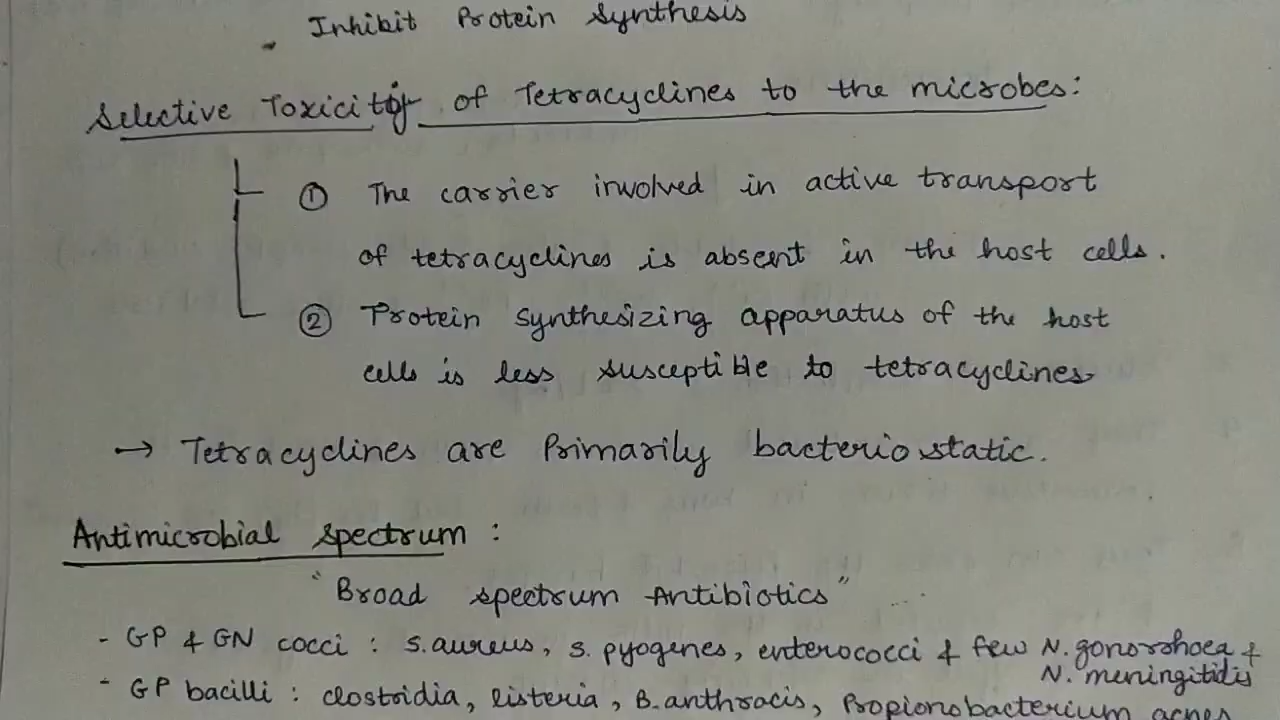 Inhibit Protein Synthesis
Selective Toxicity of Tetracyclines to the microbes:
① The carrier involved in active transport
of tetracyclines is absent in the host cells.
② Protein synthesizing apparatus of the host
cells is less susceptible to tetracyclines
→ Tetracyclines are Primarily bacteriostatic.
Antimicrobial Spectrum :
"Broad spectrum Antibiotics"
- GP & GN cocci : S. aureus, S. pyogenes, enterococci & few N. gonorrhoea &
N. meningitidis
- GP bacilli : clostridia, listeria, B. anthracis, Propionobacterium acnes